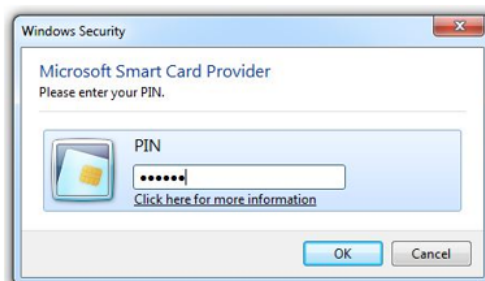 Windows Security
Microsoft Smart Card Provider
Please enter your PIN.
PIN
••••••
Click here for more information
OK
Cancel